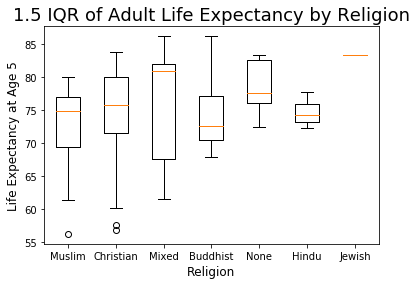 1.5 IQR of Adult Life Expectancy by Religion
Life Expectancy at Age 5
85
80
75
70
65
60
55
Muslim Christian Mixed Buddhist None Hindu Jewish
Religion